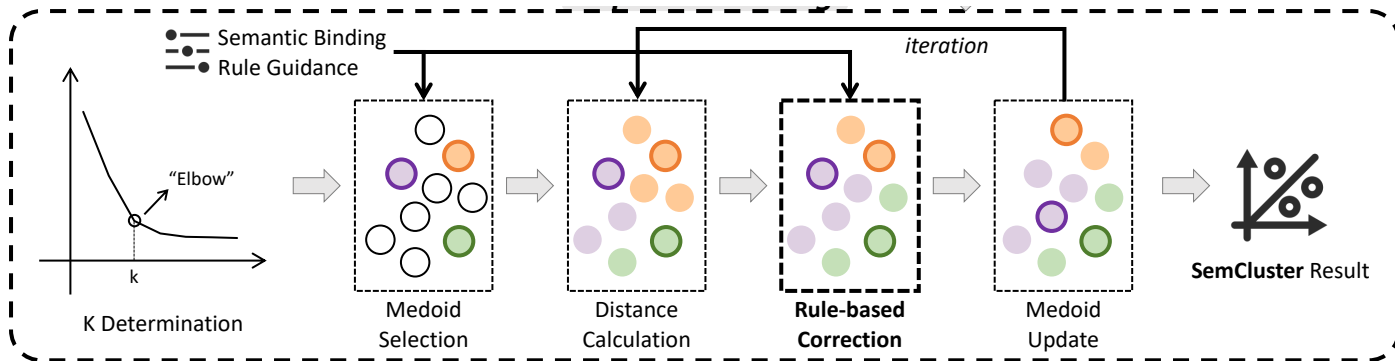 Semantic Binding
Rule Guidance
iteration
“Elbow”
k
K Determination
Medoid
Selection
Distance
Calculation
Rule-based
Correction
Medoid
Update
SemCluster Result